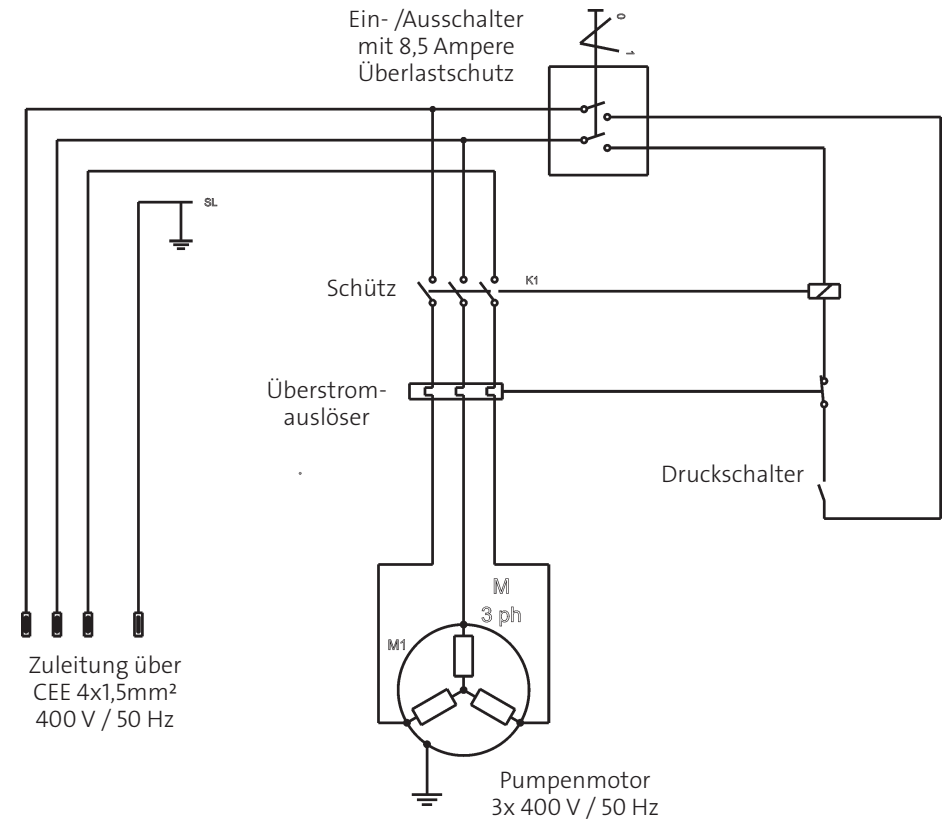 Ein- /Ausschalter
mit 8,5 Ampere
Überlastschutz
0
1
SL
Schütz
K1
Überstrom-
auslöser
Druckschalter
M
3 ph
M1
Zuleitung über
CEE 4x1,5mm²
400 V / 50 Hz
Pumpenmotor
3x 400 V / 50 Hz